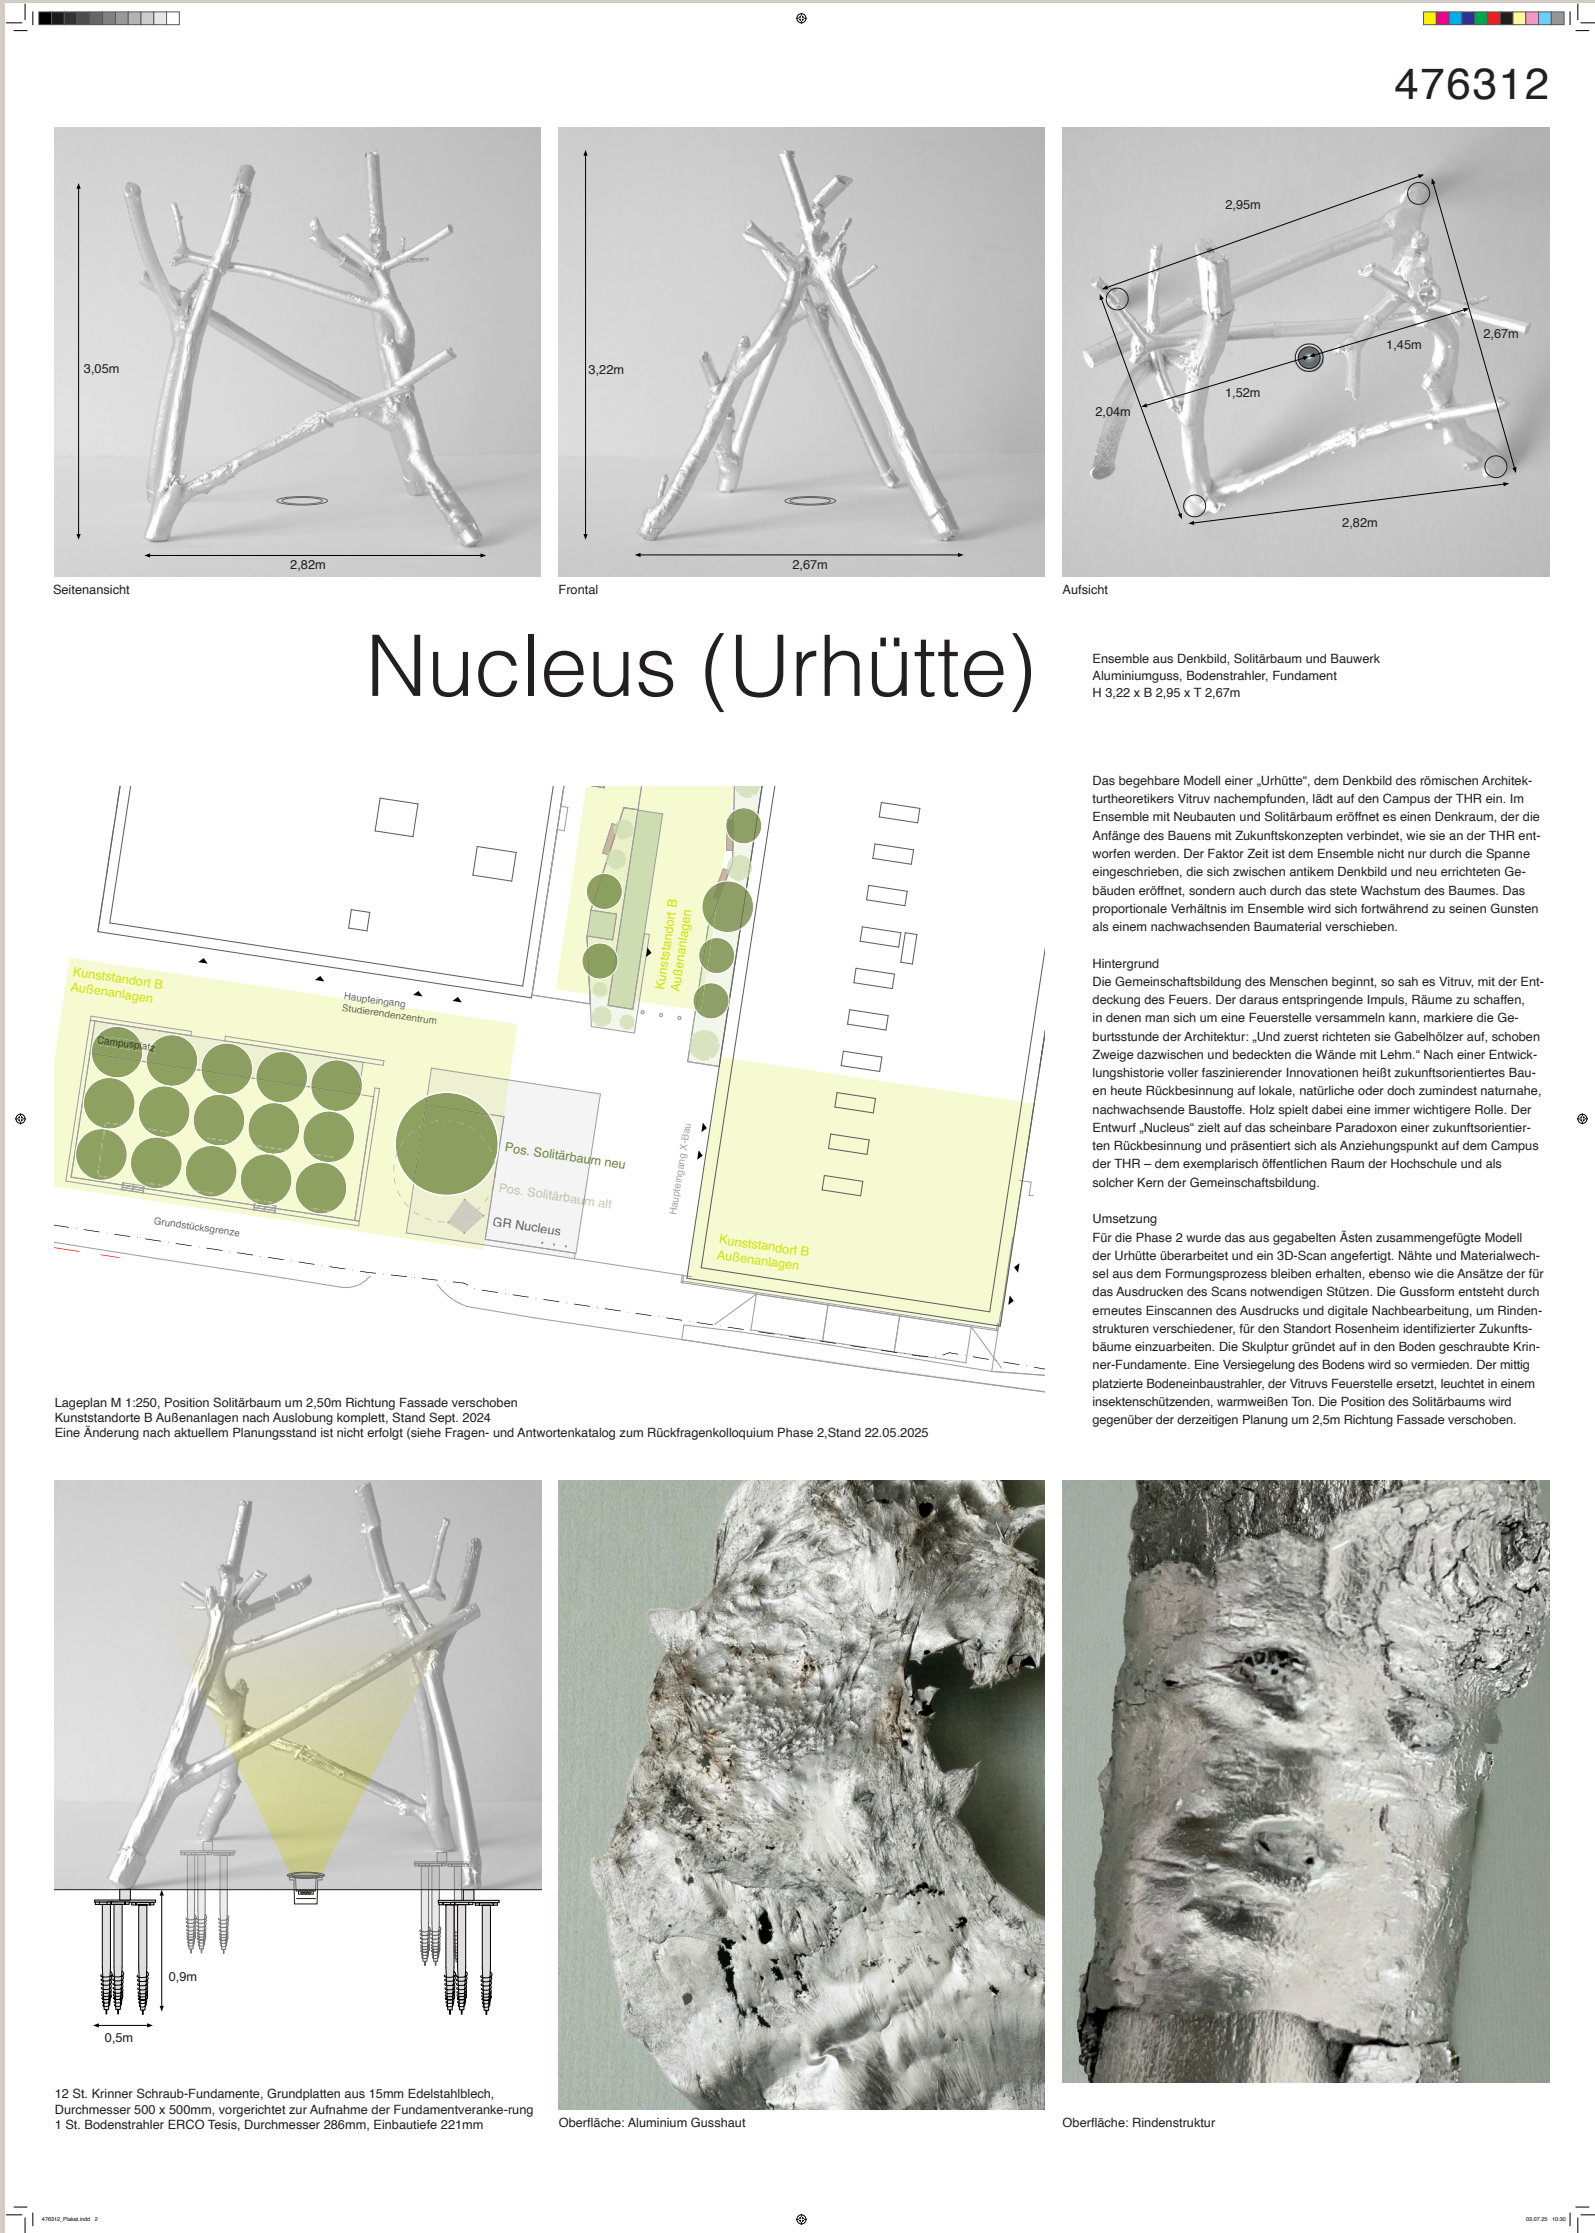 476312
3,05m
2,82m
3,22m
2,67m
2,95m
2,67m
1,45m
1,52m
2,04m
2,82m
Seitenansicht
Frontal
Aufsicht
Nucleus (Urhütte)
Ensemble aus Denkbild, Solitärbaum und Bauwerk
Aluminiumguss, Bodenstrahler, Fundament
H 3,22 x B 2,95 x T 2,67m
Kunststandort B
Außenanlagen
Kunststandort B
Außenanlagen
Haupteingang
Studierendenzentrum
Campusplatz
Pos. Solitärbaum neu
Pos. Solitärbaum alt
GR Nucleus
Haupteingang X-Bau
Grundstücksgrenze
Kunststandort B
Außenanlagen
Lageplan M 1:250, Position Solitärbaum um 2,50m Richtung Fassade verschoben
Kunststandorte B Außenanlagen nach Auslobung komplett, Stand Sept. 2024
Eine Änderung nach aktuellem Planungsstand ist nicht erfolgt (siehe Fragen- und Antwortenkatalog zum Rückfragenkolloquium Phase 2,Stand 22.05.2025
Das begehbare Modell einer „Urhütte“, dem Denkbild des römischen Architek-
turtheoretikers Vitruv nachempfunden, lädt auf den Campus der THR ein. Im
Ensemble mit Neubauten und Solitärbaum eröffnet es einen Denkraum, der die
Anfänge des Bauens mit Zukunftskonzepten verbindet, wie sie an der THR ent-
worfen werden. Der Faktor Zeit ist dem Ensemble nicht nur durch die Spanne
eingeschrieben, die sich zwischen antikem Denkbild und neu errichteten Ge-
bäuden eröffnet, sondern auch durch das stete Wachstum des Baumes. Das
proportionale Verhältnis im Ensemble wird sich fortwährend zu seinen Gunsten
als einem nachwachsenden Baumaterial verschieben.
Hintergrund
Die Gemeinschaftsbildung des Menschen beginnt, so sah es Vitruv, mit der Ent-
deckung des Feuers. Der daraus entspringende Impuls, Räume zu schaffen,
in denen man sich um eine Feuerstelle versammeln kann, markiere die Ge-
burtsstunde der Architektur: „Und zuerst richteten sie Gabelhölzer auf, schoben
Zweige dazwischen und bedeckten die Wände mit Lehm.“ Nach einer Entwick-
lungshistorie voller faszinierender Innovationen heißt zukunftsorientiertes Bau-
en heute Rückbesinnung auf lokale, natürliche oder doch zumindest naturnahe,
nachwachsende Baustoffe. Holz spielt dabei eine immer wichtigere Rolle. Der
Entwurf „Nucleus“ zielt auf das scheinbare Paradoxon einer zukunftsorientier-
ten Rückbesinnung und präsentiert sich als Anziehungspunkt auf dem Campus
der THR – dem exemplarisch öffentlichen Raum der Hochschule und als
solcher Kern der Gemeinschaftsbildung.
Umsetzung
Für die Phase 2 wurde das aus gegabelten Ästen zusammengefügte Modell
der Urhütte überarbeitet und ein 3D-Scan angefertigt. Nähte und Materialwech-
sel aus dem Formungsprozess bleiben erhalten, ebenso wie die Ansätze der für
das Ausdrucken des Scans notwendigen Stützen. Die Gussform entsteht durch
erneutes Einscannen des Ausdrucks und digitale Nachbearbeitung, um Rinden-
strukturen verschiedener, für den Standort Rosenheim identifizierter Zukunfts-
bäume einzuarbeiten. Die Skulptur gründet auf in den Boden geschraubte Krin-
ner-Fundamente. Eine Versiegelung des Bodens wird so vermieden. Der mittig
platzierte Bodeneinbaustrahler, der Vitruvs Feuerstelle ersetzt, leuchtet in einem
insektenschützenden, warmweißen Ton. Die Position des Solitärbaums wird
gegenüber der derzeitigen Planung um 2,5m Richtung Fassade verschoben.
0,9m
0,5m
12 St. Krinner Schraub-Fundamente, Grundplatten aus 15mm Edelstahlblech,
Durchmesser 500 x 500mm, vorgerichtet zur Aufnahme der Fundamentveranke-rung
1 St. Bodenstrahler ERCO Tesis, Durchmesser 286mm, Einbautiefe 221mm
Oberfläche: Aluminium Gusshaut
Oberfläche: Rindenstruktur
476312_Plakat.indd 2
03.07.25 10:30